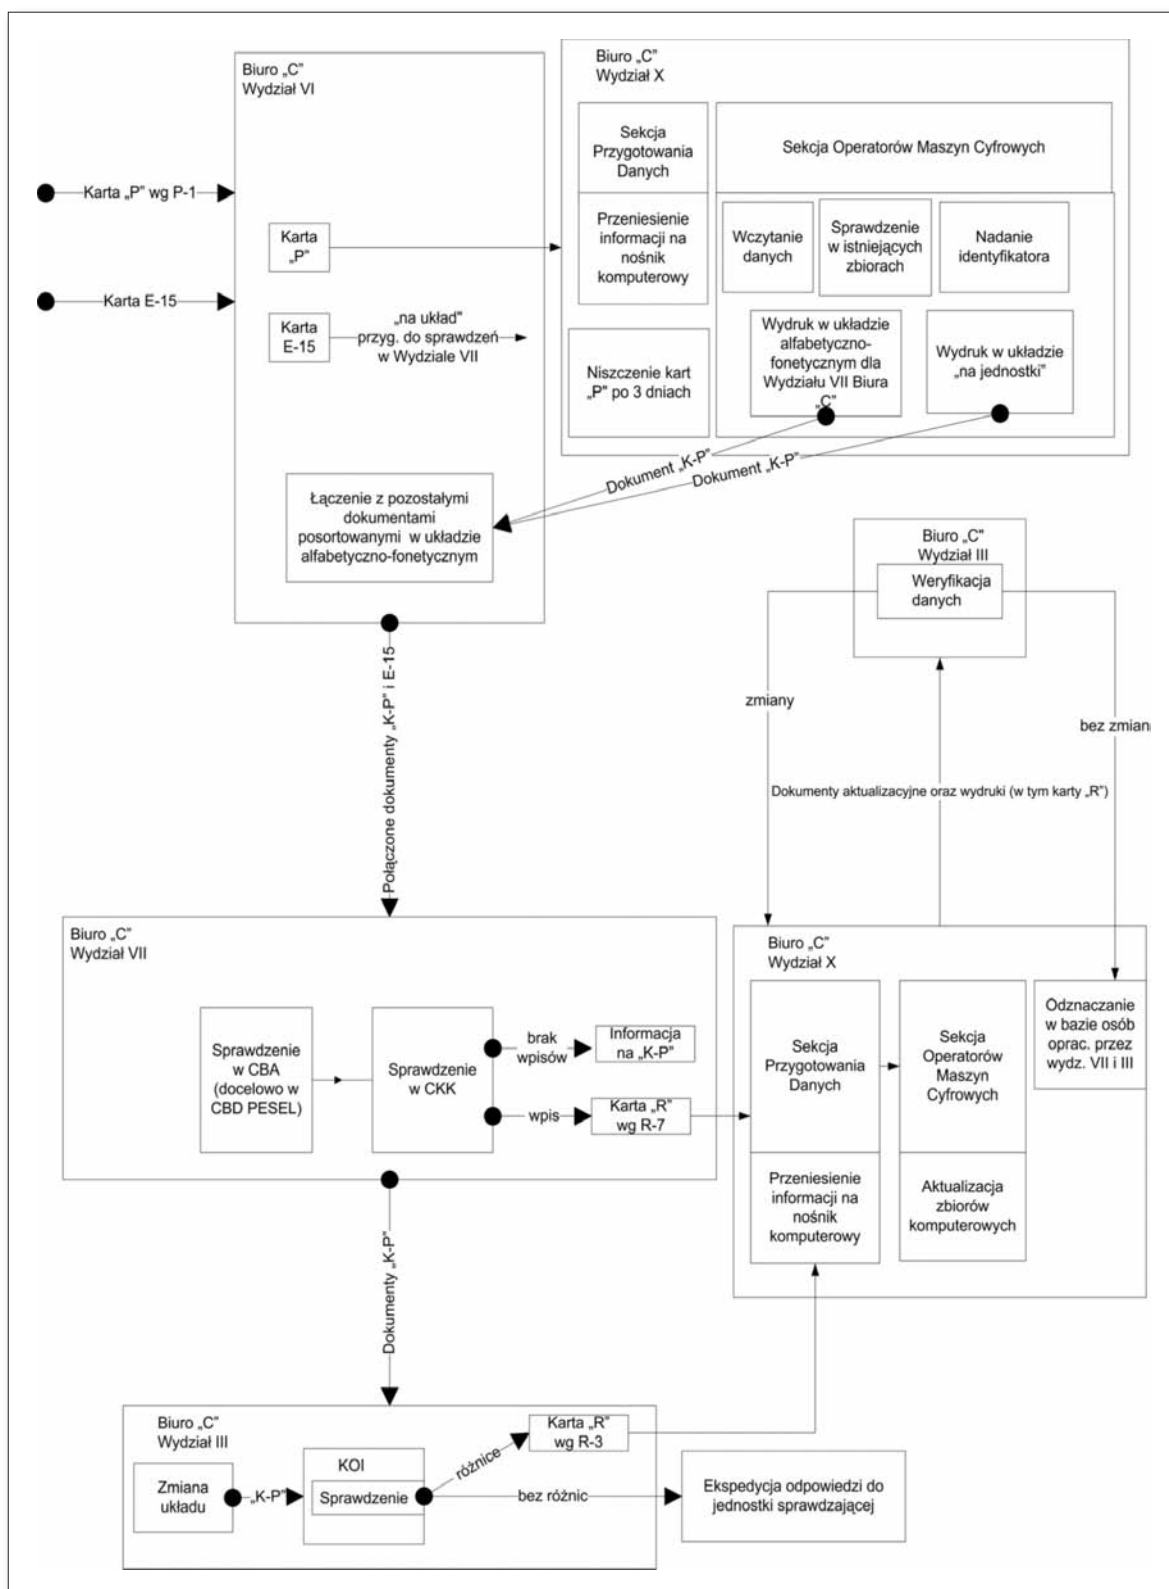 Biuro „C”
Wydział VI
Karta „P” wg P-1
Karta E-15
Karta
„P”
Karta
E-15
„na układ”
przyg. do sprawdzeń
w Wydziale VII
Łączenie z pozostałymi
dokumentami
posortowanymi w układzie
alfabetyczno-fonetycznym
Biuro „C”
Wydział X
Sekcja
Przygotowania
Danych
Sekcja Operatorów Maszyn Cyfrowych
Przeniesienie
informacji na
nośnik
komputerowy
Wczytanie
danych
Sprawdzenie
w istniejących
zbiorach
Nadanie
identyfikatora
Niszczenie kart
„P” po 3 dniach
Wydruk w układzie
alfabetyczno-
fonetycznym dla
Wydziału VII Biura
„C”
Wydruk w układzie
„na jednostki”
Dokument „K-P”
Dokument „K-P”
Biuro „C”
Wydział III
Weryfikacja
danych
zmiany
bez zmian
Dokumenty aktualizacyjne oraz wydruki (w tym karty „R”)
Połączone dokumenty „K-P” i E-15
Biuro „C”
Wydział VII
Sprawdzenie
w CBA
(docelowo w
CBD PESEL)
Sprawdzenie
w CKK
brak
wpisów
Informacja
na „K-P”
wpis
Karta „R”
wg R-7
Biuro „C”
Wydział X
Sekcja
Przygotowania
Danych
Sekcja
Operatorów
Maszyn
Cyfrowych
Odznaczanie
w bazie osób
oprac. przez
wydz. VII i III
Przeniesienie
informacji na
nośnik
komputerowy
Aktualizacja
zbiorów
komputerowych
Dokumenty „K-P”
Biuro „C”
Wydział III
Zmiana
układu
„K-P”
KOI
Sprawdzenie
różnice
Karta „R”
wg R-3
bez różnic
Ekspedycja odpowiedzi do
jednostki sprawdzającej